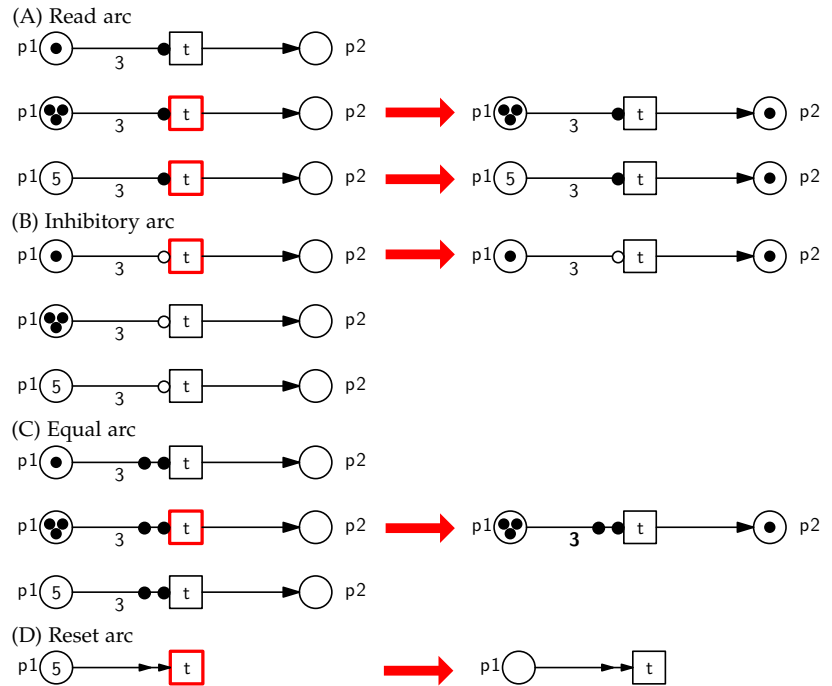 (A) Read arc
p1 3 t p2
p1 3 t p2 p1 3 t p2
p1 5 3 t p2 p1 5 3 t p2
(B) Inhibitory arc
p1 3 t p2 p1 3 t p2
p1 3 t p2
p1 5 3 t p2
(C) Equal arc
p1 3 t p2
p1 3 t p2 p1 3 t p2
p1 5 3 t p2
(D) Reset arc
p1 5 t p1 t